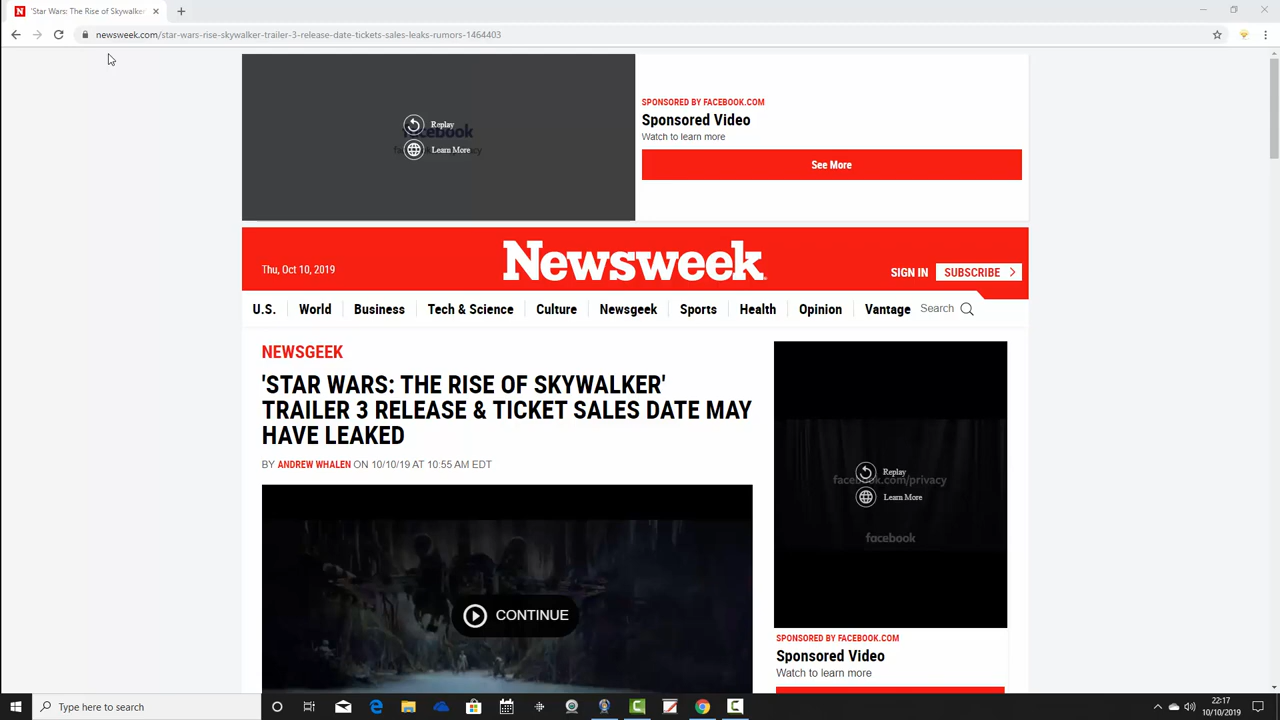 'Star Wars: The Rise of Skywalker'
newsweek.com/star-wars-rise-skywalker-trailer-3-release-date-tickets-sales-leaks-rumors-1464403
Replay
facebook
Learn More
SPONSORED BY FACEBOOK.COM
Sponsored Video
Watch to learn more
See More
Thu, Oct 10, 2019
Newsweek
SIGN IN
SUBSCRIBE
U.S.
World
Business
Tech & Science
Culture
Newsgeek
Sports
Health
Opinion
Vantage
Search
NEWSGEEK
'STAR WARS: THE RISE OF SKYWALKER'
TRAILER 3 RELEASE & TICKET SALES DATE MAY
HAVE LEAKED
BY ANDREW WHALEN ON 10/10/19 AT 10:55 AM EDT
CONTINUE
Replay
facebook.com/privacy
Learn More
facebook
SPONSORED BY FACEBOOK.COM
Sponsored Video
Watch to learn more
Type here to search
22:17
10/10/2019